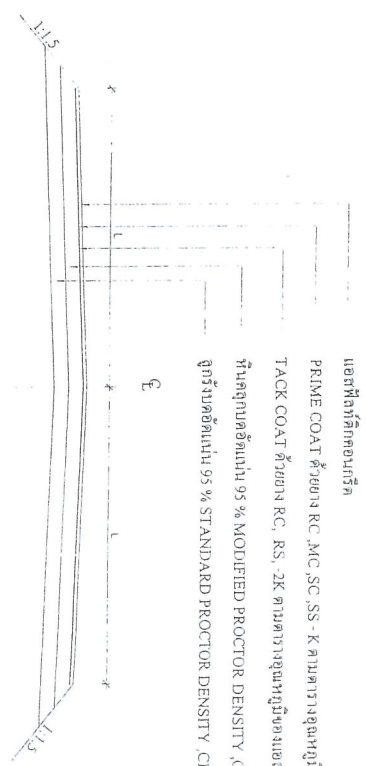 แอสฟัลท์ติกคอนกรีต
PRIME COAT ด้วยยาง RC ,MC ,SC ,SS - K ตามตารางอุณหภูมิ
TACK COAT ด้วยยาง RC, RS, -2K ตามตารางอุณหภูมิของแอส
หินคลุกบดอัดแน่น 95 % MODIFIED PROCTOR DENSITY ,C
ลูกรังบดอัดแน่น 95 % STANDARD PROCTOR DENSITY ,C
1:1.5
L
L
℄
1:1.5